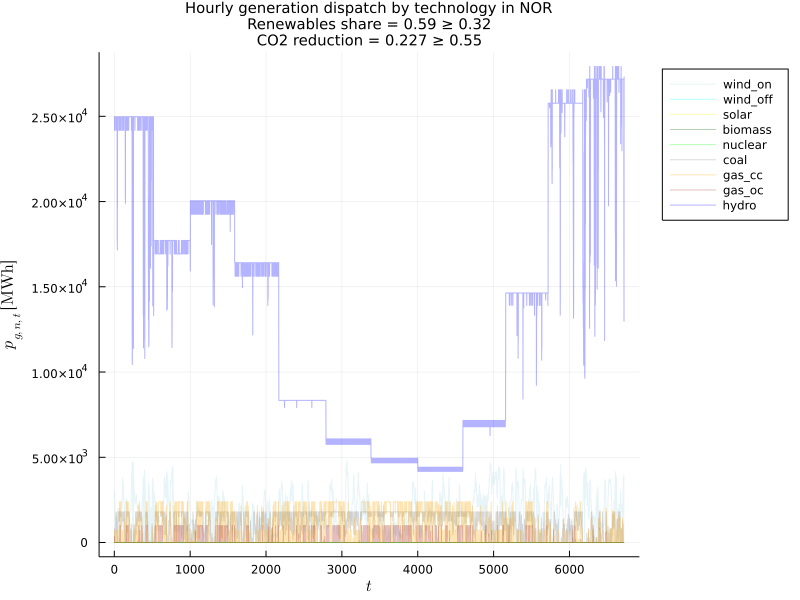 Hourly generation dispatch by technology in NOR
Renewables share = 0.59 ≥ 0.32
CO2 reduction = 0.227 ≥ 0.55
2.50×10⁴
2.00×10⁴
1.50×10⁴
1.00×10⁴
5.00×10³
0
p g, n, t [MWh]
0 1000 2000 3000 4000 5000 6000
t
wind_on
wind_off
solar
biomass
nuclear
coal
gas_cc
gas_oc
hydro